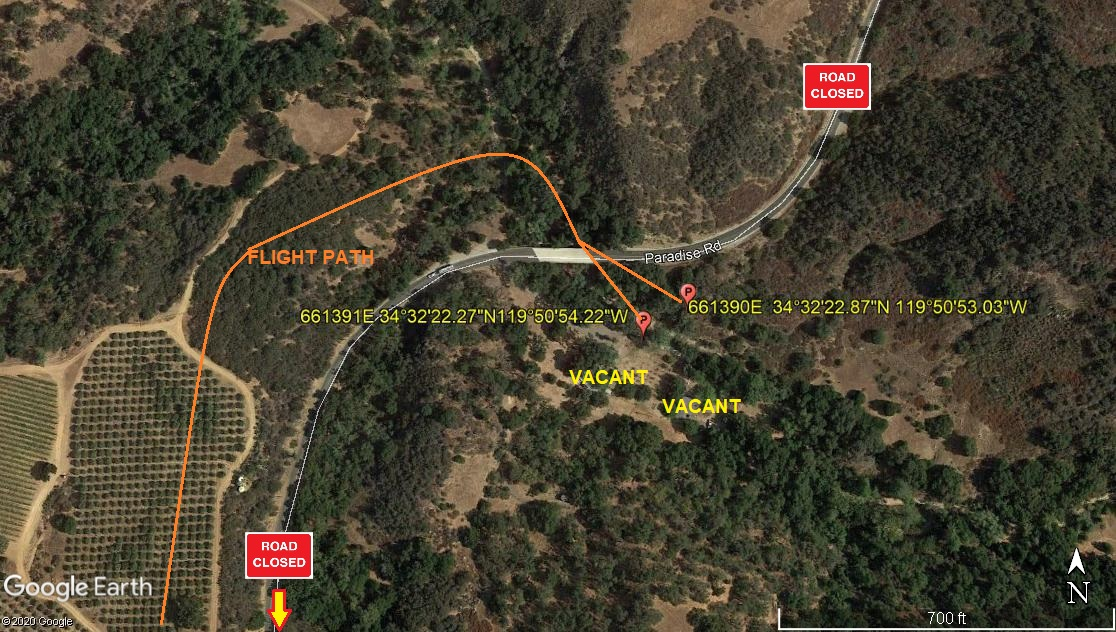 ROAD
CLOSED
FLIGHT PATH
Paradise Rd
661391E 34°32'22.27"N119°50'54.22"W
P
P
661390E 34°32'22.87"N 119°50'53.03"W
VACANT
VACANT
ROAD
CLOSED
Google Earth
©2020 Google
N
700 ft